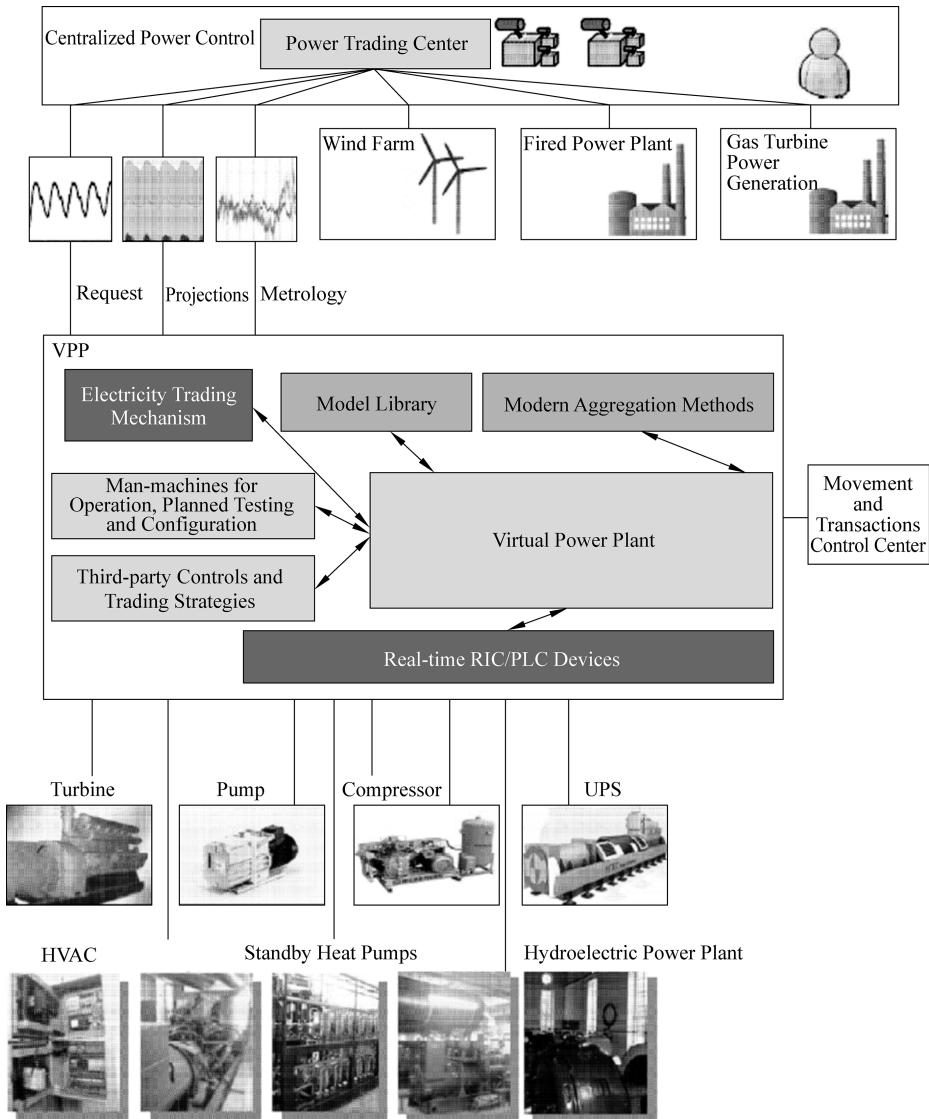 Centralized Power Control
Power Trading Center
Wind Farm
Fired Power Plant
Gas Turbine
Power
Generation
Request
Projections
Metrology
VPP
Electricity Trading
Mechanism
Model Library
Modern Aggregation Methods
Man-machines for
Operation, Planned Testing
and Configuration
Virtual Power Plant
Movement
and
Transactions
Control Center
Third-party Controls and
Trading Strategies
Real-time RIC/PLC Devices
Turbine
Pump
Compressor
UPS
HVAC
Standby Heat Pumps
Hydroelectric Power Plant